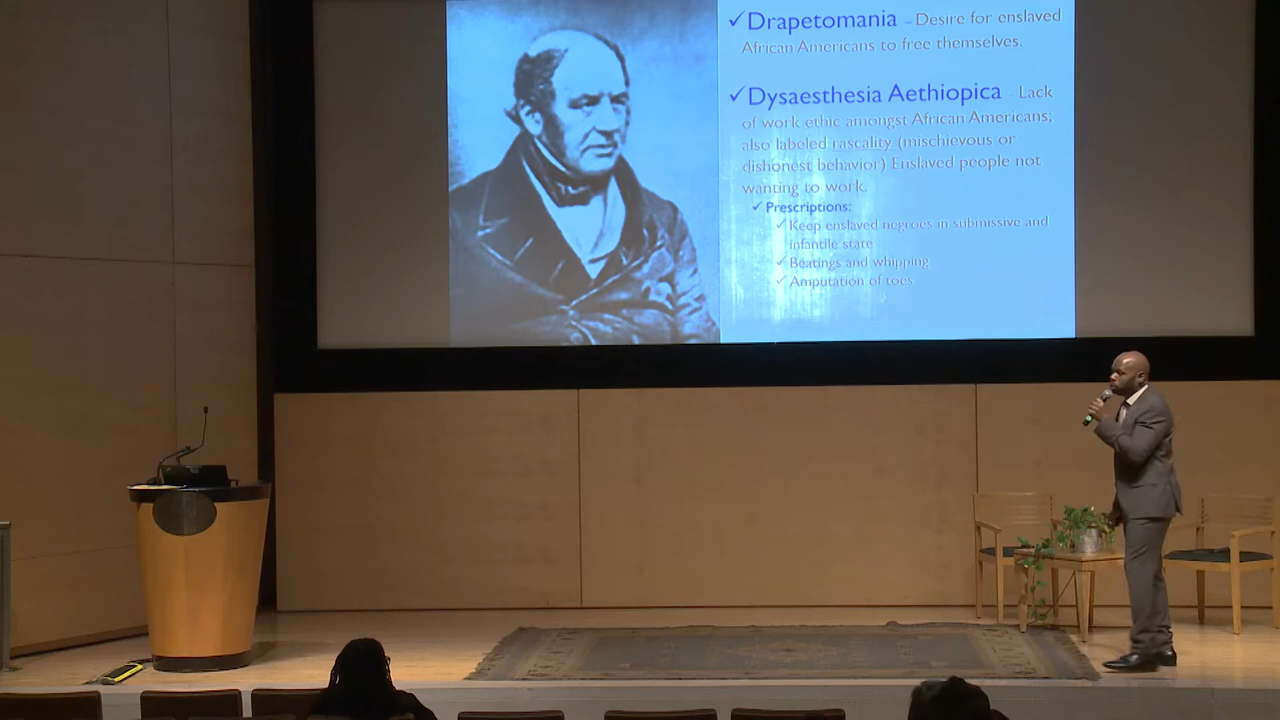 ✓Drapetomania – Desire for enslaved
African Americans to free themselves.
✓Dysaesthesia Aethiopica – Lack
of work ethic amongst African Americans;
also labeled rascality (mischievous or
dishonest behavior) Enslaved people not
wanting to work.
✓Prescriptions:
✓Keep enslaved negroes in submissive and
infantile state
✓Beatings and whipping
✓Amputation of toes